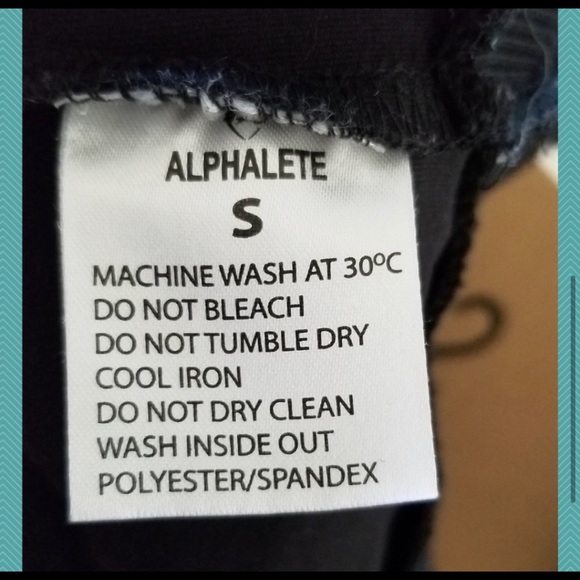 ALPHALETE
S
MACHINE WASH AT 30ºC
DO NOT BLEACH
DO NOT TUMBLE DRY
COOL IRON
DO NOT DRY CLEAN
WASH INSIDE OUT
POLYESTER/SPANDEX